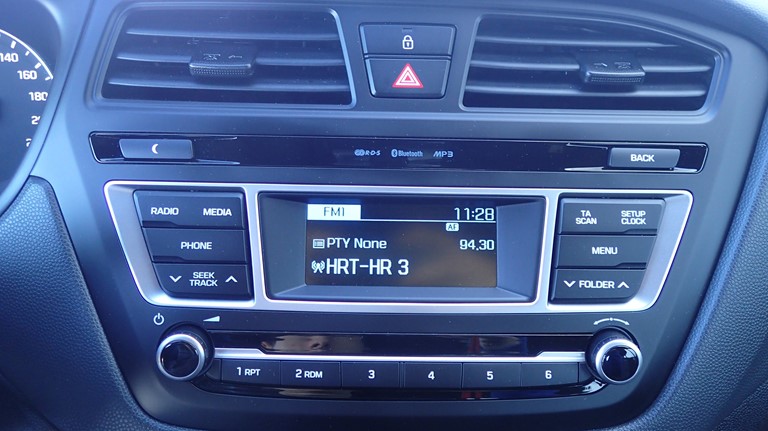 140
160
180
R·D·S Bluetooth MP3
BACK
RADIO MEDIA
PHONE
SEEK
TRACK
FM1 11:28
AF
PTY None 94.30
HRT-HR 3
TA
SCAN
SETUP
CLOCK
MENU
FOLDER
1 RPT 2 RDM 3 4 5 6